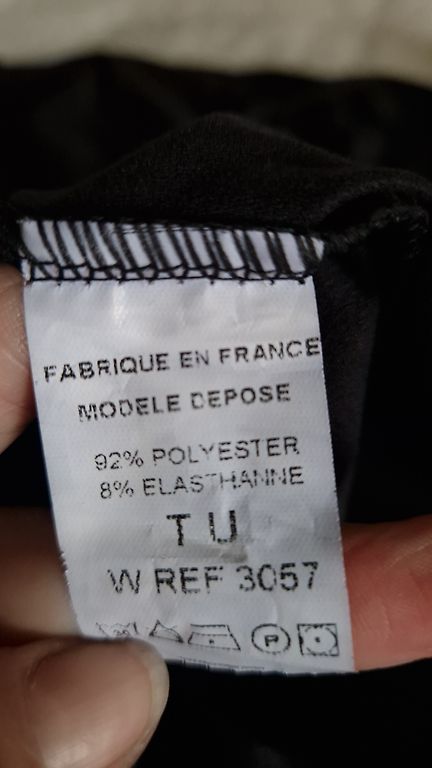 FABRIQUE EN FRANCE
MODELE DEPOSE
92% POLYESTER
8% ELASTHANNE
T U
W REF 3057
P